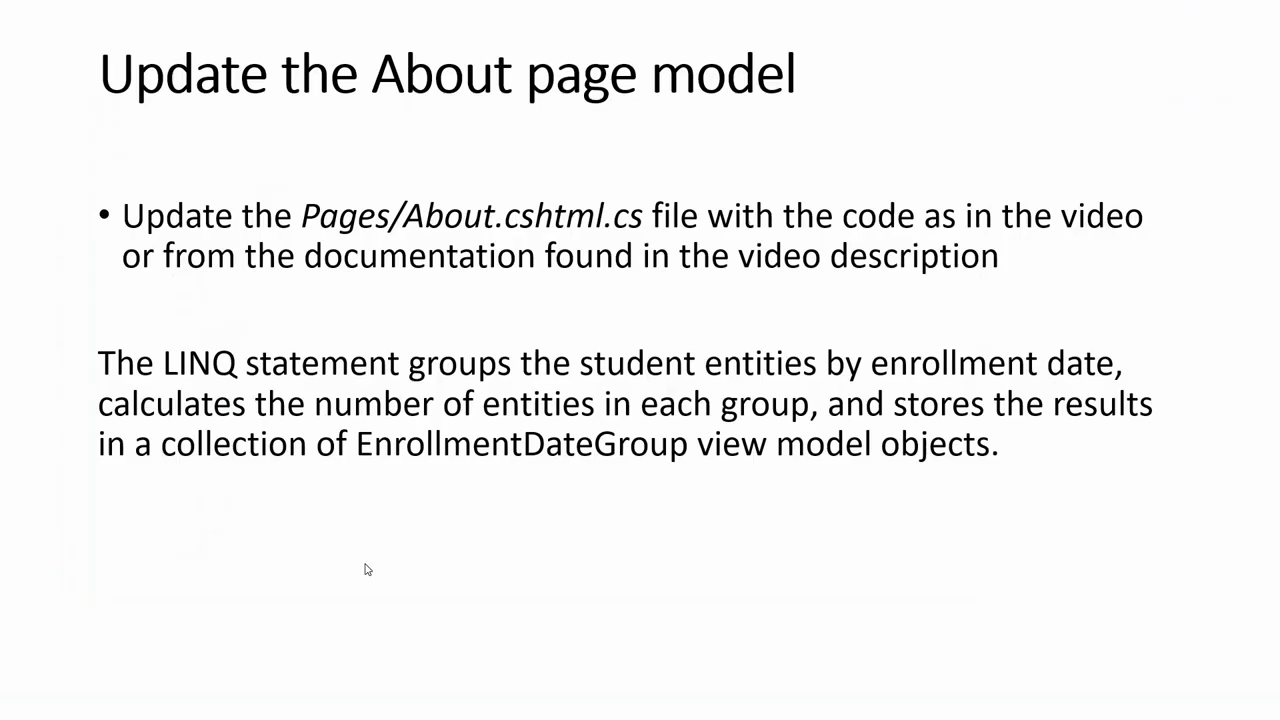 Update the About page model
• Update the Pages/About.cshtml.cs file with the code as in the video
or from the documentation found in the video description
The LINQ statement groups the student entities by enrollment date,
calculates the number of entities in each group, and stores the results
in a collection of EnrollmentDateGroup view model objects.